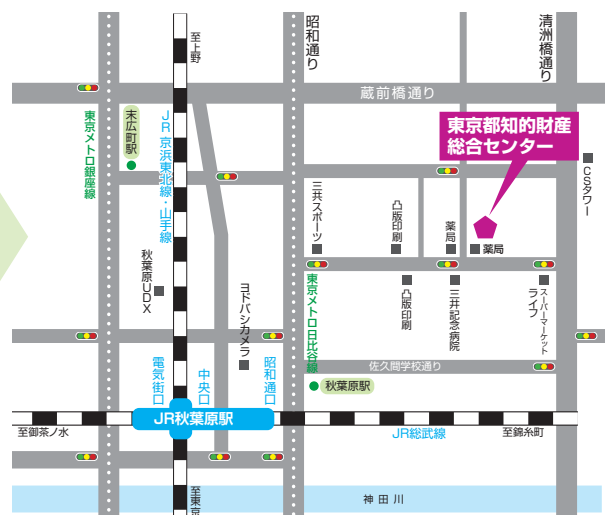 至上野
昭和通り
清洲橋通り
蔵前橋通り
東京メトロ銀座線
末広町駅
JR京浜東北線・山手線
東京都知的財産
総合センター
CSタワー
三共スポーツ
凸版印刷
薬局
薬局
秋葉原UDX
ヨドバシカメラ
東京メトロ日比谷線
凸版印刷
三井記念病院
スーパーマーケット
ライフ
電気街口
中央口
昭和通口
佐久間学校通り
秋葉原駅
JR秋葉原駅
至御茶ノ水
JR総武線
至錦糸町
至東京
神田川